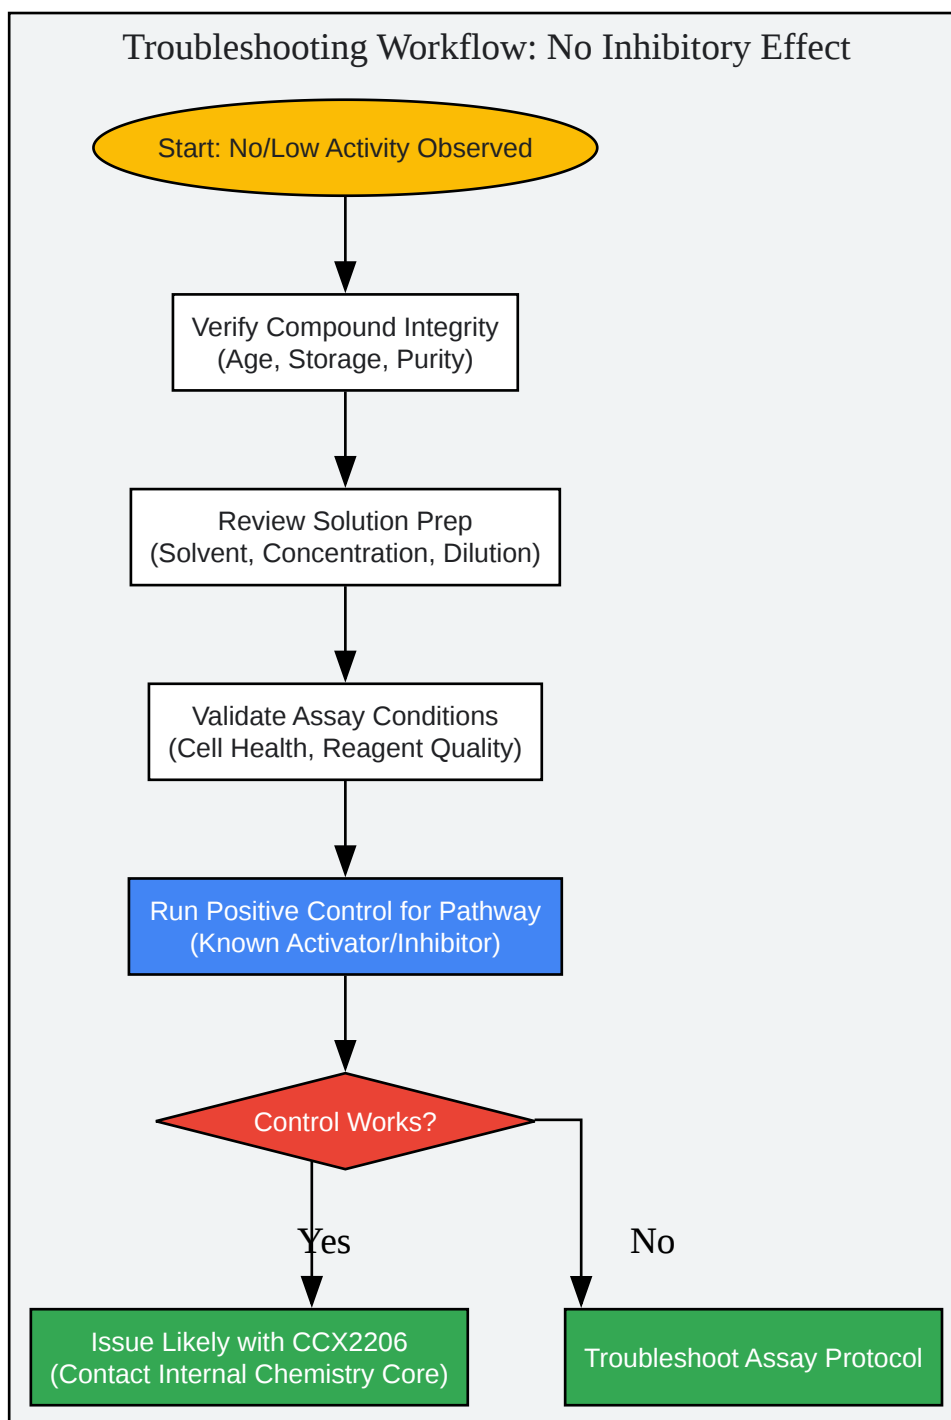 Troubleshooting Workflow: No Inhibitory Effect
Start: No/Low Activity Observed
Verify Compound Integrity
(Age, Storage, Purity)
Review Solution Prep
(Solvent, Concentration, Dilution)
Validate Assay Conditions
(Cell Health, Reagent Quality)
Run Positive Control for Pathway
(Known Activator/Inhibitor)
Control Works?
Yes
No
Issue Likely with CCX2206
(Contact Internal Chemistry Core)
Troubleshoot Assay Protocol